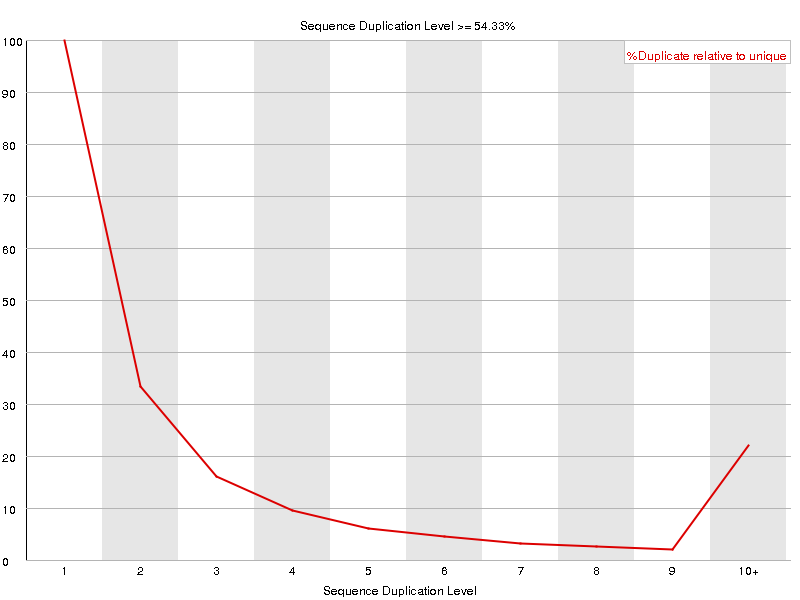 Sequence Duplication Level >= 54.33%
%Duplicate relative to unique
100
90
80
70
60
50
40
30
20
10
0
1 2 3 4 5 6 7 8 9 10+
Sequence Duplication Level